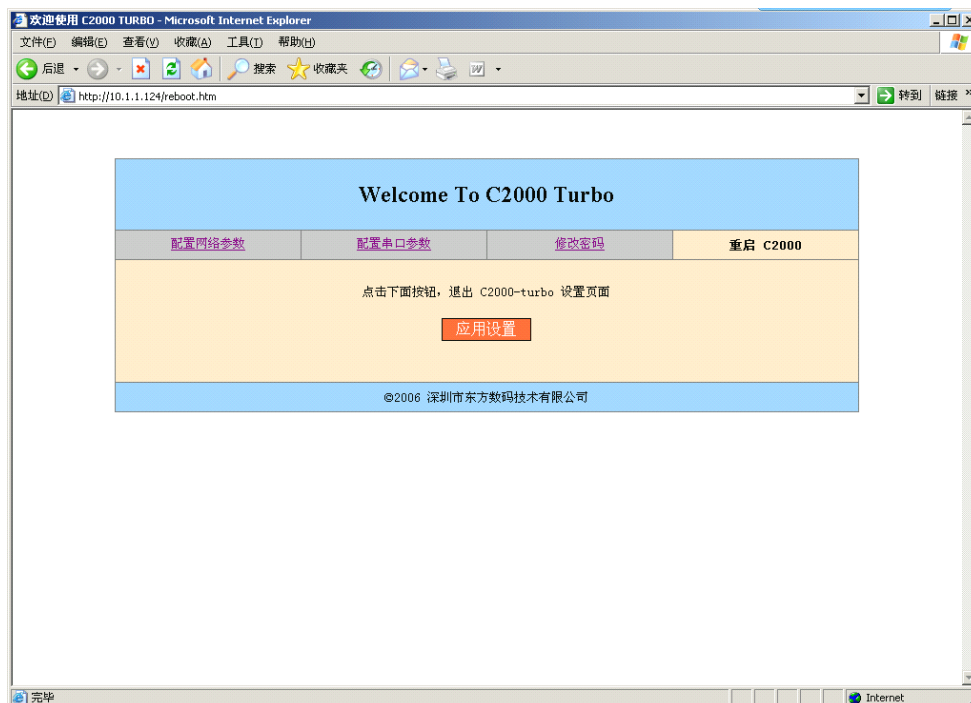 欢迎使用 C2000 TURBO - Microsoft Internet Explorer
文件(F) 编辑(E) 查看(V) 收藏(A) 工具(T) 帮助(H)
后退 搜索 收藏夹
地址(D) http://10.1.1.124/reboot.htm 转到 链接 »
Welcome To C2000 Turbo
配置网络参数 配置串口参数 修改密码 重启 C2000
点击下面按钮，退出 C2000-turbo 设置页面
应用设置
©2006 深圳市东方数码技术有限公司
完毕 Internet